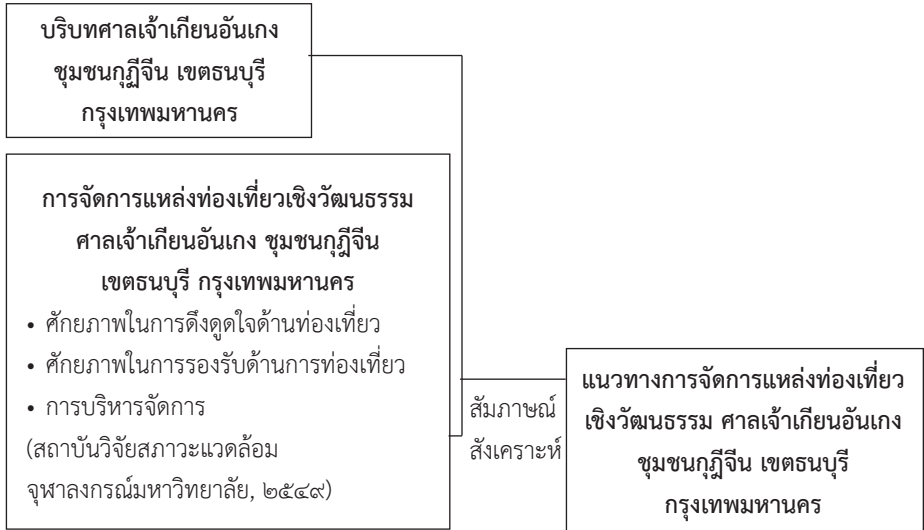 บริบทศาลเจ้าเกียนอันเกง
ชุมชนกุฎีจีน เขตธนบุรี
กรุงเทพมหานคร
การจัดการแหล่งท่องเที่ยวเชิงวัฒนธรรม
ศาลเจ้าเกียนอันเกง ชุมชนกุฎีจีน
เขตธนบุรี กรุงเทพมหานคร
• ศักยภาพในการดึงดูดใจด้านท่องเที่ยว
• ศักยภาพในการรองรับด้านการท่องเที่ยว
• การบริหารจัดการ
(สถาบันวิจัยสภาวะแวดล้อม
จุฬาลงกรณ์มหาวิทยาลัย, ๒๕๔๙)
สัมภาษณ์
สังเคราะห์
แนวทางการจัดการแหล่งท่องเที่ยว
เชิงวัฒนธรรม ศาลเจ้าเกียนอันเกง
ชุมชนกุฎีจีน เขตธนบุรี
กรุงเทพมหานคร